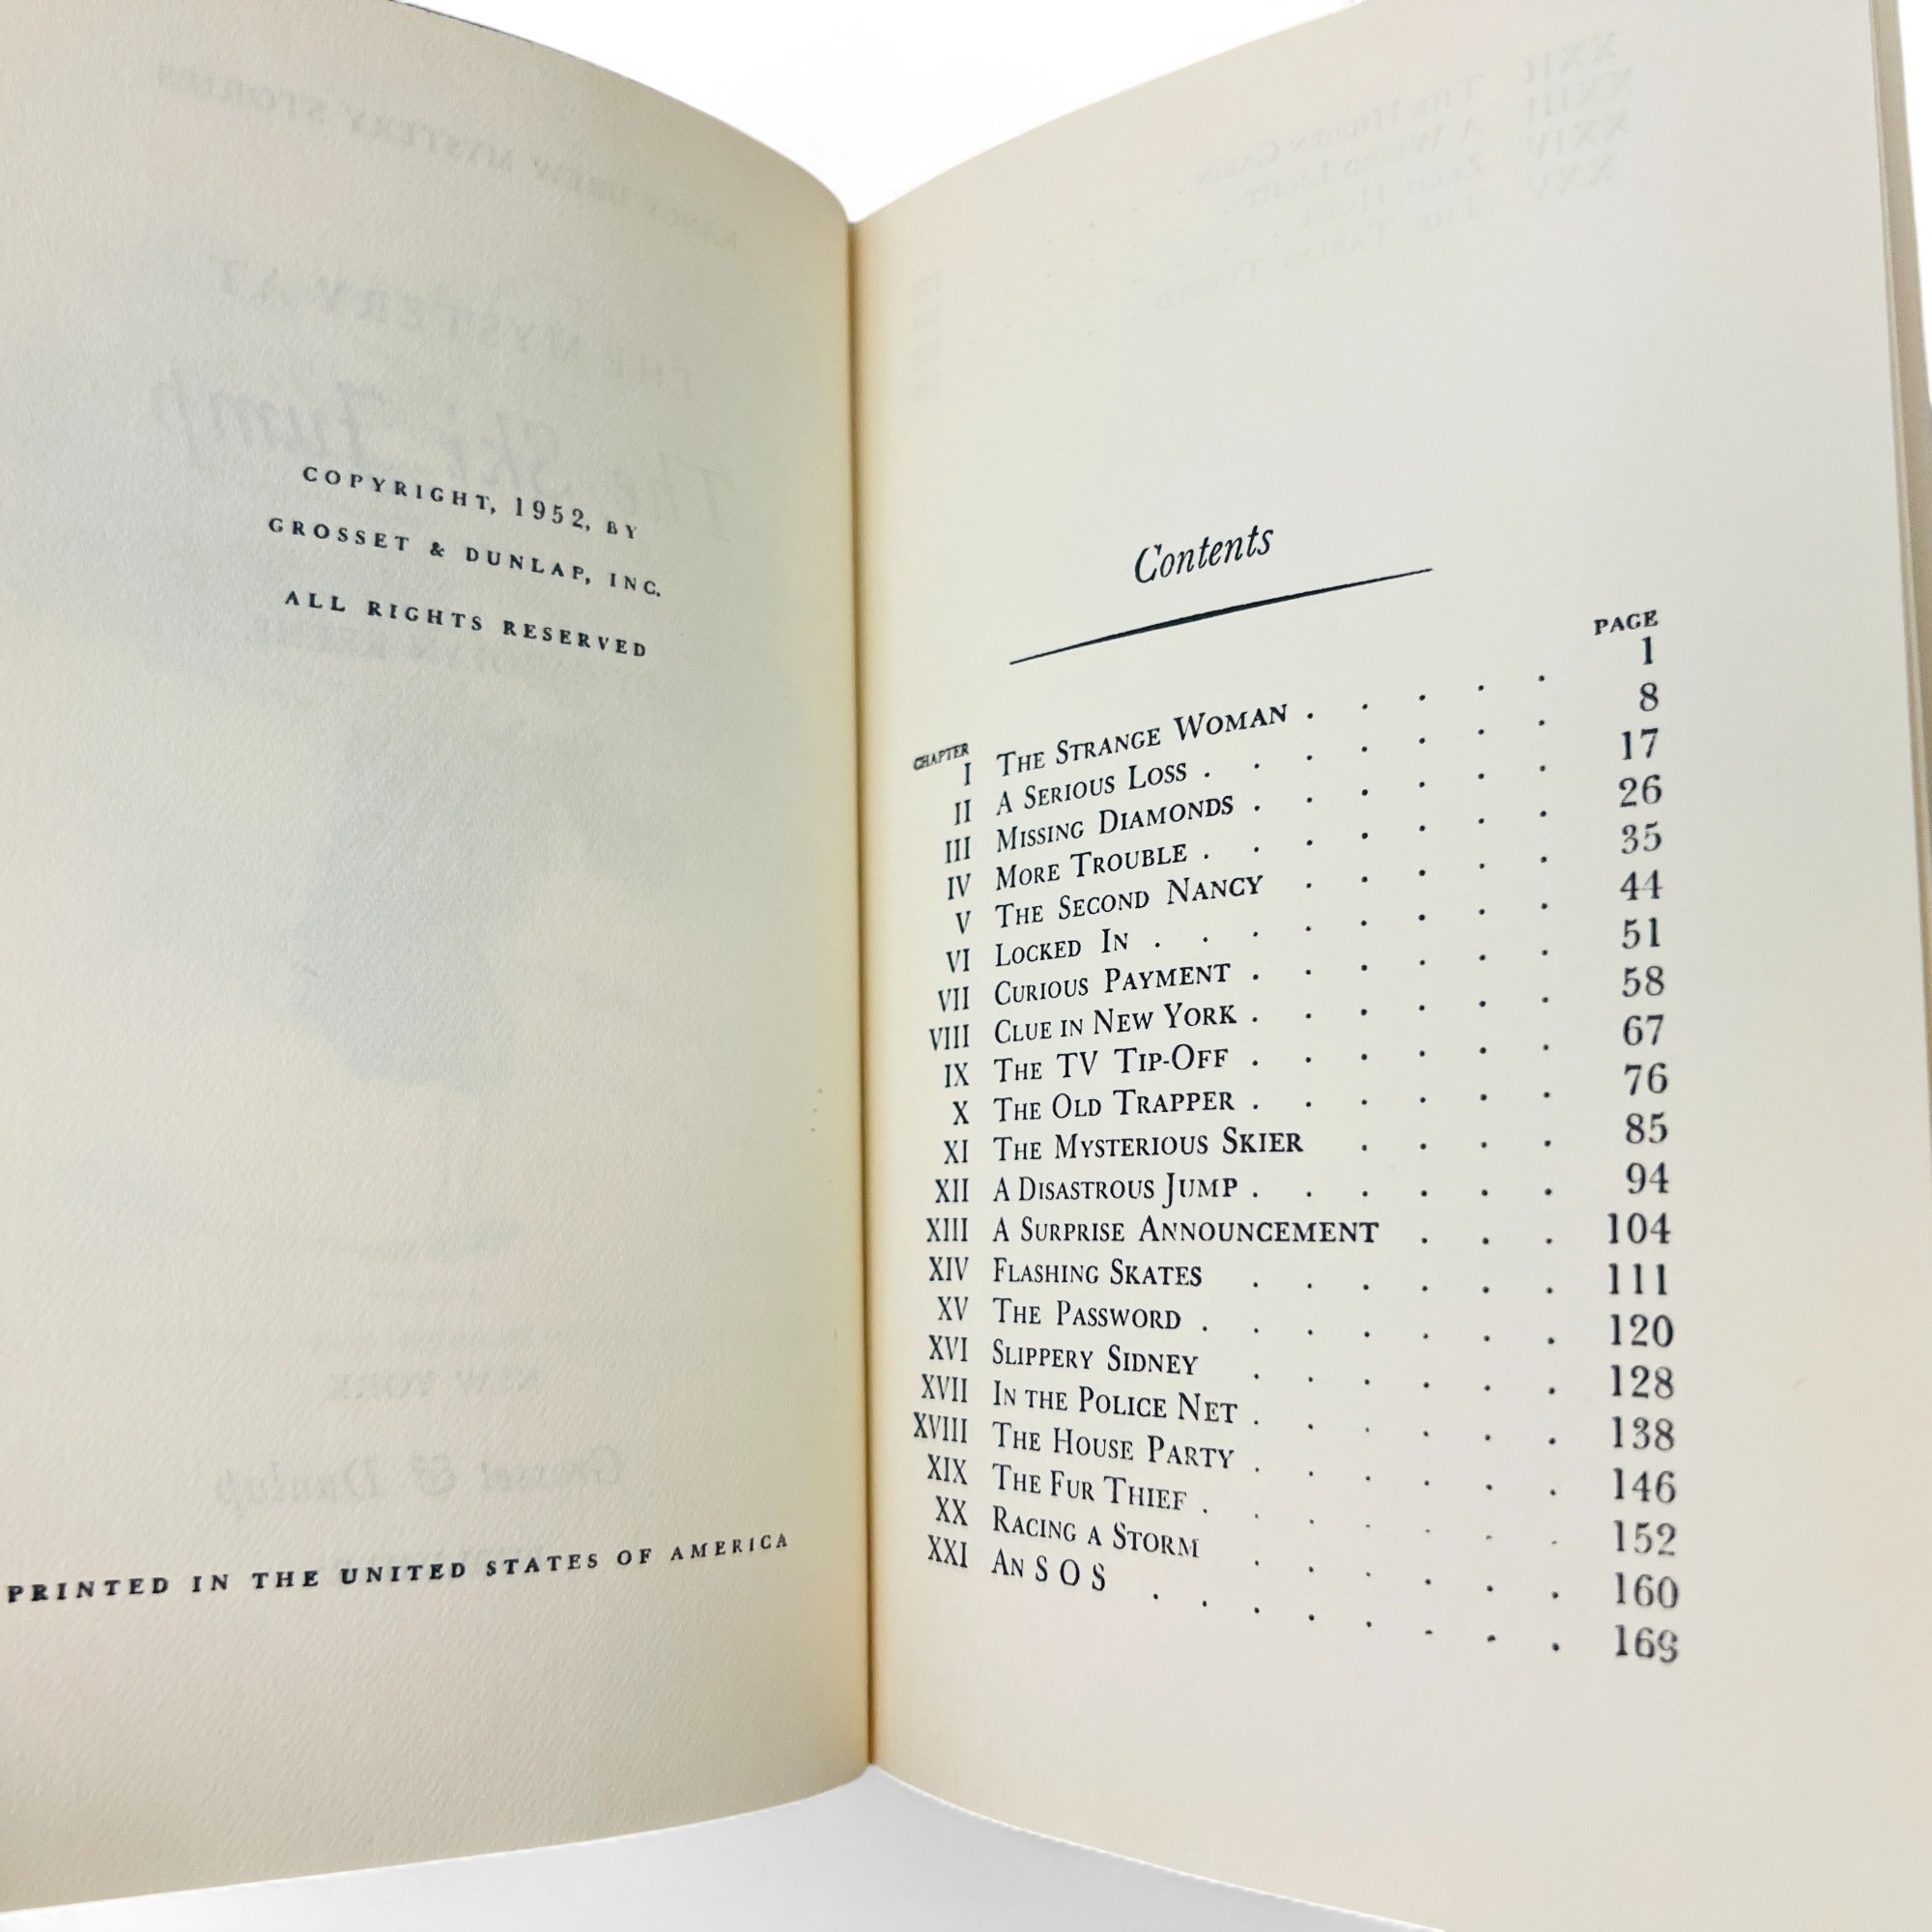 COPYRIGHT, 1952, BY
GROSSET & DUNLAP, INC.
ALL RIGHTS RESERVED
PRINTED IN THE UNITED STATES OF AMERICA
Contents
CHAPTER PAGE
I THE STRANGE WOMAN . . . . . 1
II A SERIOUS LOSS . . . . . . . 8
III MISSING DIAMONDS . . . . . . 17
IV MORE TROUBLE . . . . . . . 26
V THE SECOND NANCY . . . . . 35
VI LOCKED IN . . . . . . . . 44
VII CURIOUS PAYMENT . . . . . . 51
VIII CLUE IN NEW YORK . . . . . . 58
IX THE TV TIP-OFF . . . . . . 67
X THE OLD TRAPPER . . . . . . 76
XI THE MYSTERIOUS SKIER . . . . 85
XII A DISASTROUS JUMP . . . . . . 94
XIII A SURPRISE ANNOUNCEMENT . . . 104
XIV FLASHING SKATES . . . . . . 111
XV THE PASSWORD . . . . . . . 120
XVI SLIPPERY SIDNEY . . . . . . 128
XVII IN THE POLICE NET . . . . . . 138
XVIII THE HOUSE PARTY . . . . . . 146
XIX THE FUR THIEF . . . . . . . 152
XX RACING A STORM . . . . . . 160
XXI AN S O S . . . . . . . . 169